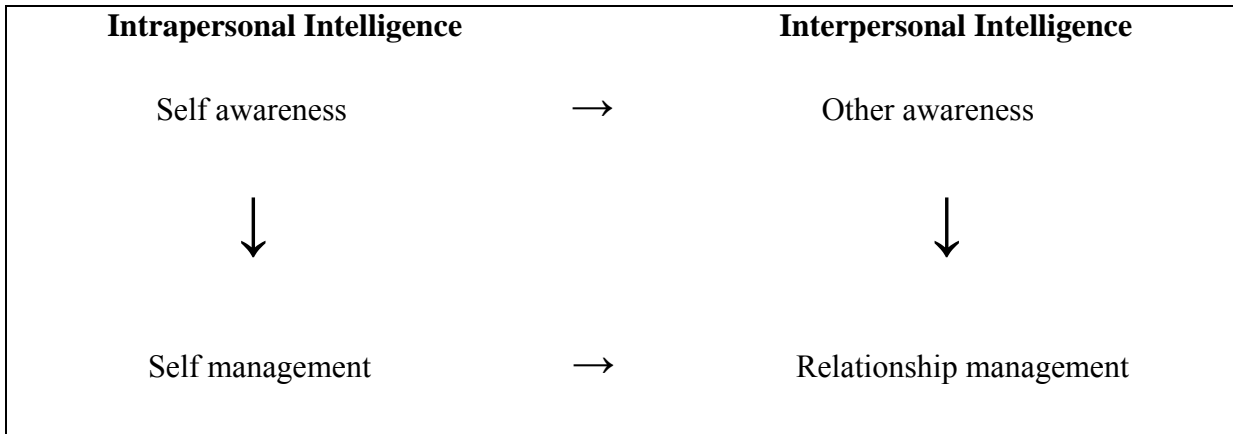 Intrapersonal Intelligence Interpersonal Intelligence
Self awareness → Other awareness
↓ ↓
Self management → Relationship management